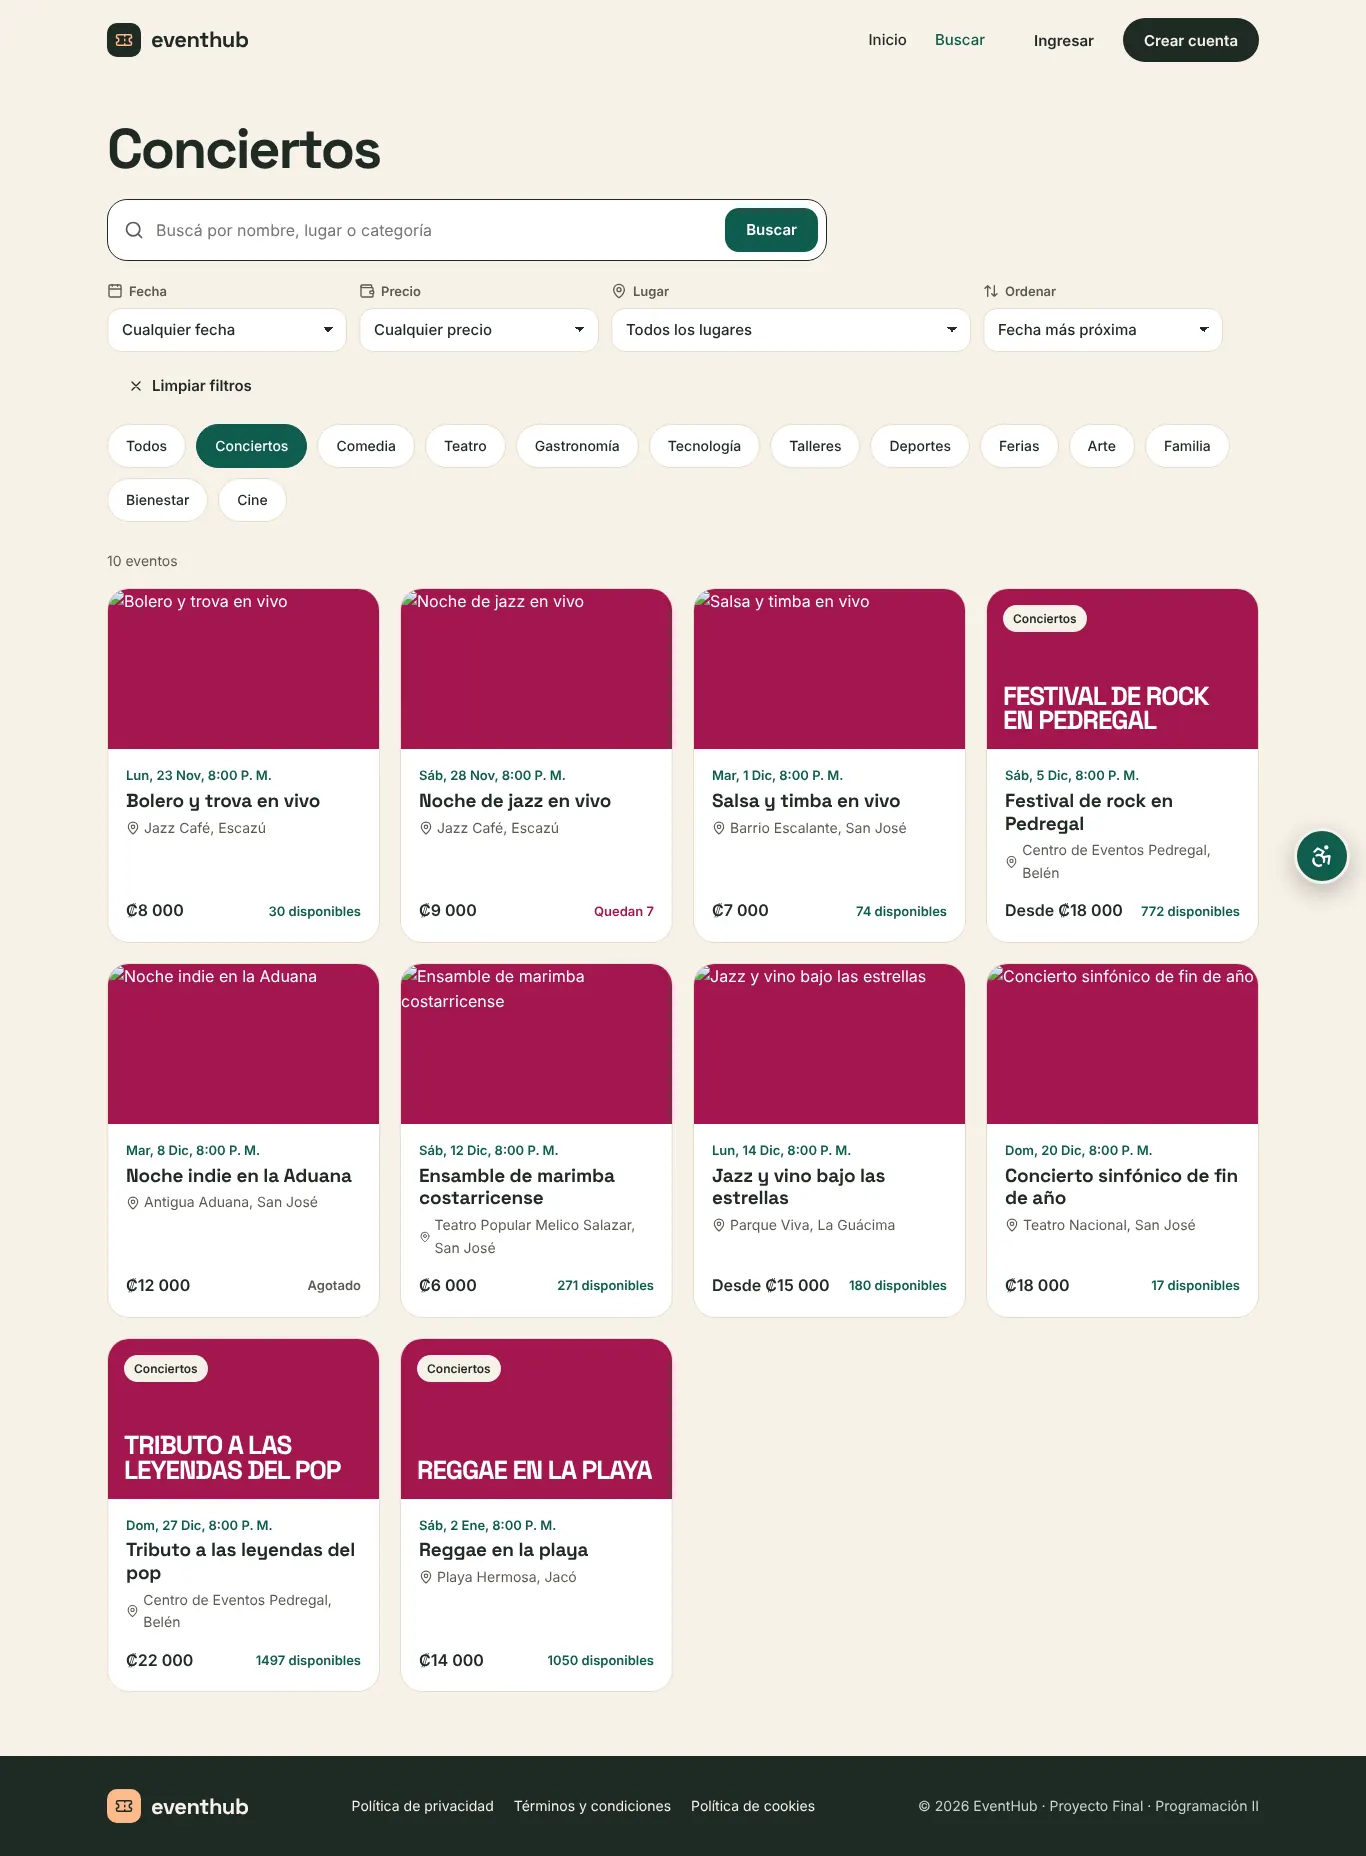 eventhub
Inicio
Buscar
Ingresar
Crear cuenta
Conciertos
Buscá por nombre, lugar o categoría
Buscar
Fecha
Precio
Lugar
Ordenar
Cualquier fecha
Cualquier precio
Todos los lugares
Fecha más próxima
Limpiar filtros
Todos
Conciertos
Comedia
Teatro
Gastronomía
Tecnología
Talleres
Deportes
Ferias
Arte
Familia
Bienestar
Cine
10 eventos
Bolero y trova en vivo
Lun, 23 Nov, 8:00 P. M.
Bolero y trova en vivo
Jazz Café, Escazú
₡8 000
30 disponibles
Noche de jazz en vivo
Sáb, 28 Nov, 8:00 P. M.
Noche de jazz en vivo
Jazz Café, Escazú
₡9 000
Quedan 7
Salsa y timba en vivo
Mar, 1 Dic, 8:00 P. M.
Salsa y timba en vivo
Barrio Escalante, San José
₡7 000
74 disponibles
Conciertos
FESTIVAL DE ROCK
EN PEDREGAL
Sáb, 5 Dic, 8:00 P. M.
Festival de rock en
Pedregal
Centro de Eventos Pedregal,
Belén
Desde ₡18 000
772 disponibles
Noche indie en la Aduana
Mar, 8 Dic, 8:00 P. M.
Noche indie en la Aduana
Antigua Aduana, San José
₡12 000
Agotado
Ensamble de marimba
costarricense
Sáb, 12 Dic, 8:00 P. M.
Ensamble de marimba
costarricense
Teatro Popular Melico Salazar,
San José
₡6 000
271 disponibles
Jazz y vino bajo las estrellas
Lun, 14 Dic, 8:00 P. M.
Jazz y vino bajo las
estrellas
Parque Viva, La Guácima
Desde ₡15 000
180 disponibles
Concierto sinfónico de fin de año
Dom, 20 Dic, 8:00 P. M.
Concierto sinfónico de fin
de año
Teatro Nacional, San José
₡18 000
17 disponibles
Conciertos
TRIBUTO A LAS
LEYENDAS DEL POP
Dom, 27 Dic, 8:00 P. M.
Tributo a las leyendas del
pop
Centro de Eventos Pedregal,
Belén
₡22 000
1497 disponibles
Conciertos
REGGAE EN LA PLAYA
Sáb, 2 Ene, 8:00 P. M.
Reggae en la playa
Playa Hermosa, Jacó
₡14 000
1050 disponibles
eventhub
Política de privacidad
Términos y condiciones
Política de cookies
© 2026 EventHub · Proyecto Final · Programación II